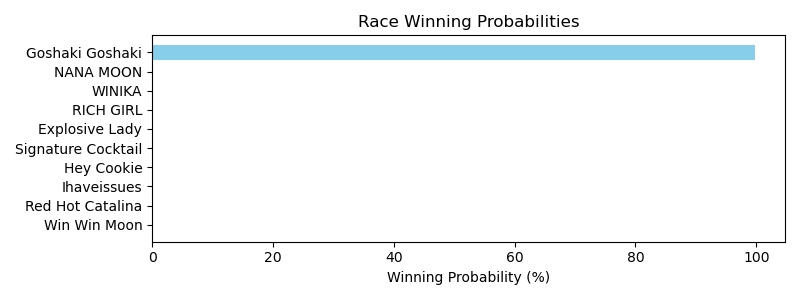 Race Winning Probabilities
Goshaki Goshaki
NANA MOON
WINIKA
RICH GIRL
Explosive Lady
Signature Cocktail
Hey Cookie
Ihaveissues
Red Hot Catalina
Win Win Moon
0 20 40 60 80 100
Winning Probability (%)